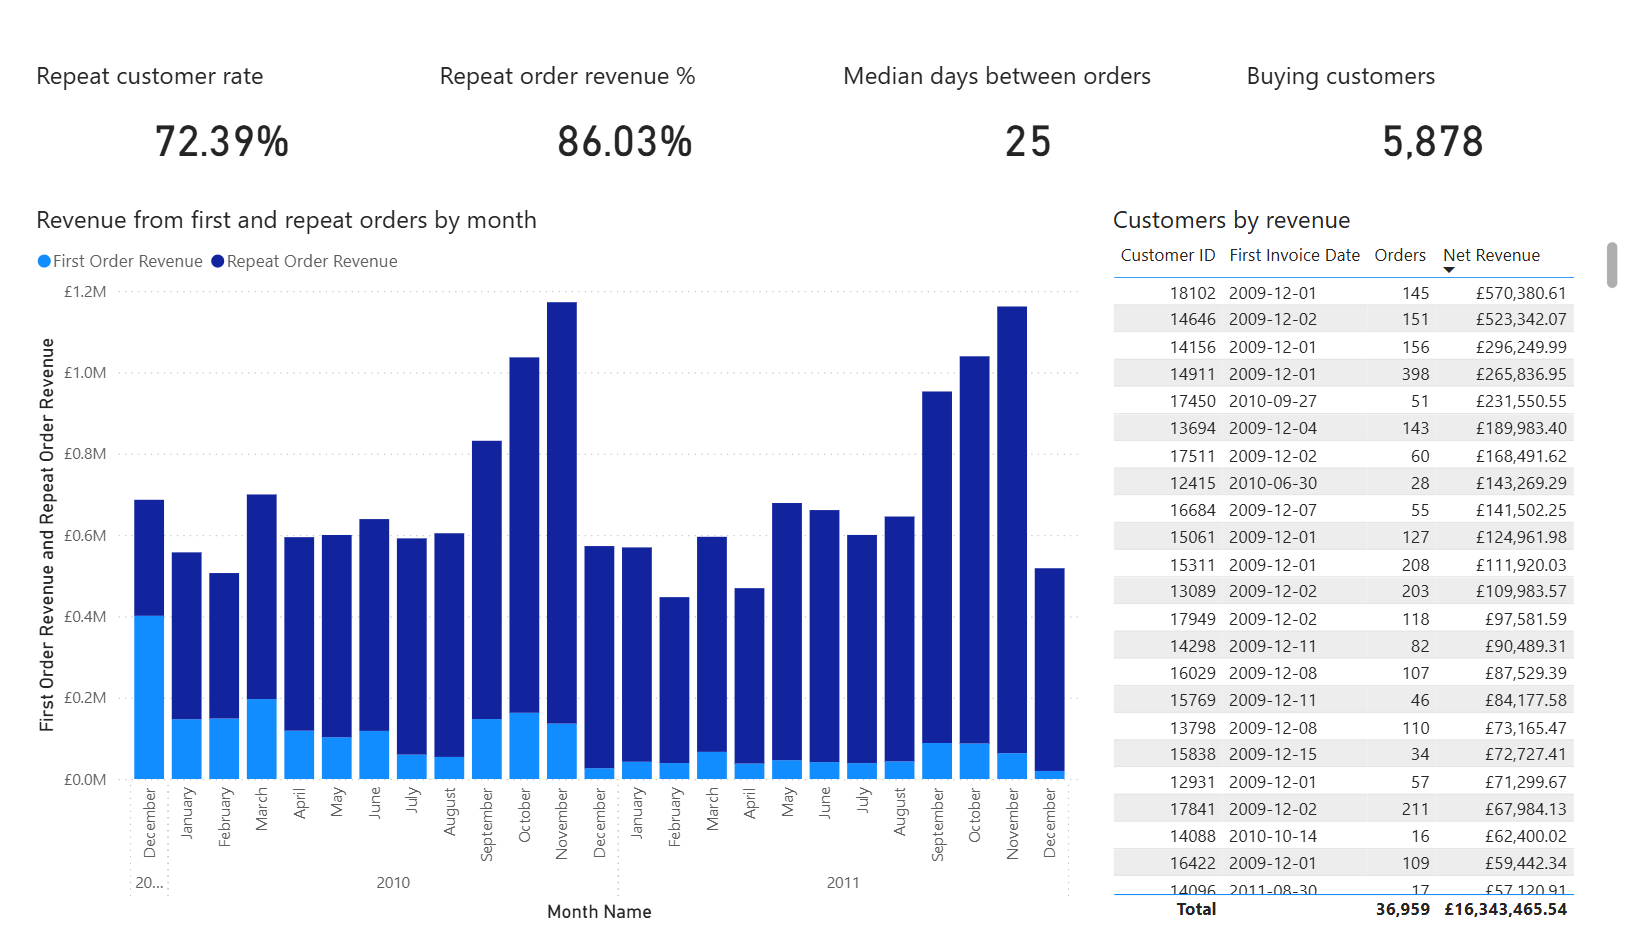 Repeat customer rate
72.39%
Repeat order revenue %
86.03%
Median days between orders
25
Buying customers
5,878
Revenue from first and repeat orders by month
First Order Revenue Repeat Order Revenue
First Order Revenue and Repeat Order Revenue
£1.2M
£1.0M
£0.8M
£0.6M
£0.4M
£0.2M
£0.0M
December
January
February
March
April
May
June
July
August
September
October
November
December
January
February
March
April
May
June
July
August
September
October
November
December
20... 2010 2011
Month Name
Customers by revenue
Customer ID First Invoice Date Orders Net Revenue
18102 2009-12-01 145 £570,380.61
14646 2009-12-02 151 £523,342.07
14156 2009-12-01 156 £296,249.99
14911 2009-12-01 398 £265,836.95
17450 2010-09-27 51 £231,550.55
13694 2009-12-04 143 £189,983.40
17511 2009-12-02 60 £168,491.62
12415 2010-06-30 28 £143,269.29
16684 2009-12-07 55 £141,502.25
15061 2009-12-01 127 £124,961.98
15311 2009-12-01 208 £111,920.03
13089 2009-12-02 203 £109,983.57
17949 2009-12-02 118 £97,581.59
14298 2009-12-11 82 £90,489.31
16029 2009-12-08 107 £87,529.39
15769 2009-12-11 46 £84,177.58
13798 2009-12-08 110 £73,165.47
15838 2009-12-15 34 £72,727.41
12931 2009-12-01 57 £71,299.67
17841 2009-12-02 211 £67,984.13
14088 2010-10-14 16 £62,400.02
16422 2009-12-01 109 £59,442.34
14096 2011-08-30 17 £57,120.91
Total 36,959 £16,343,465.54